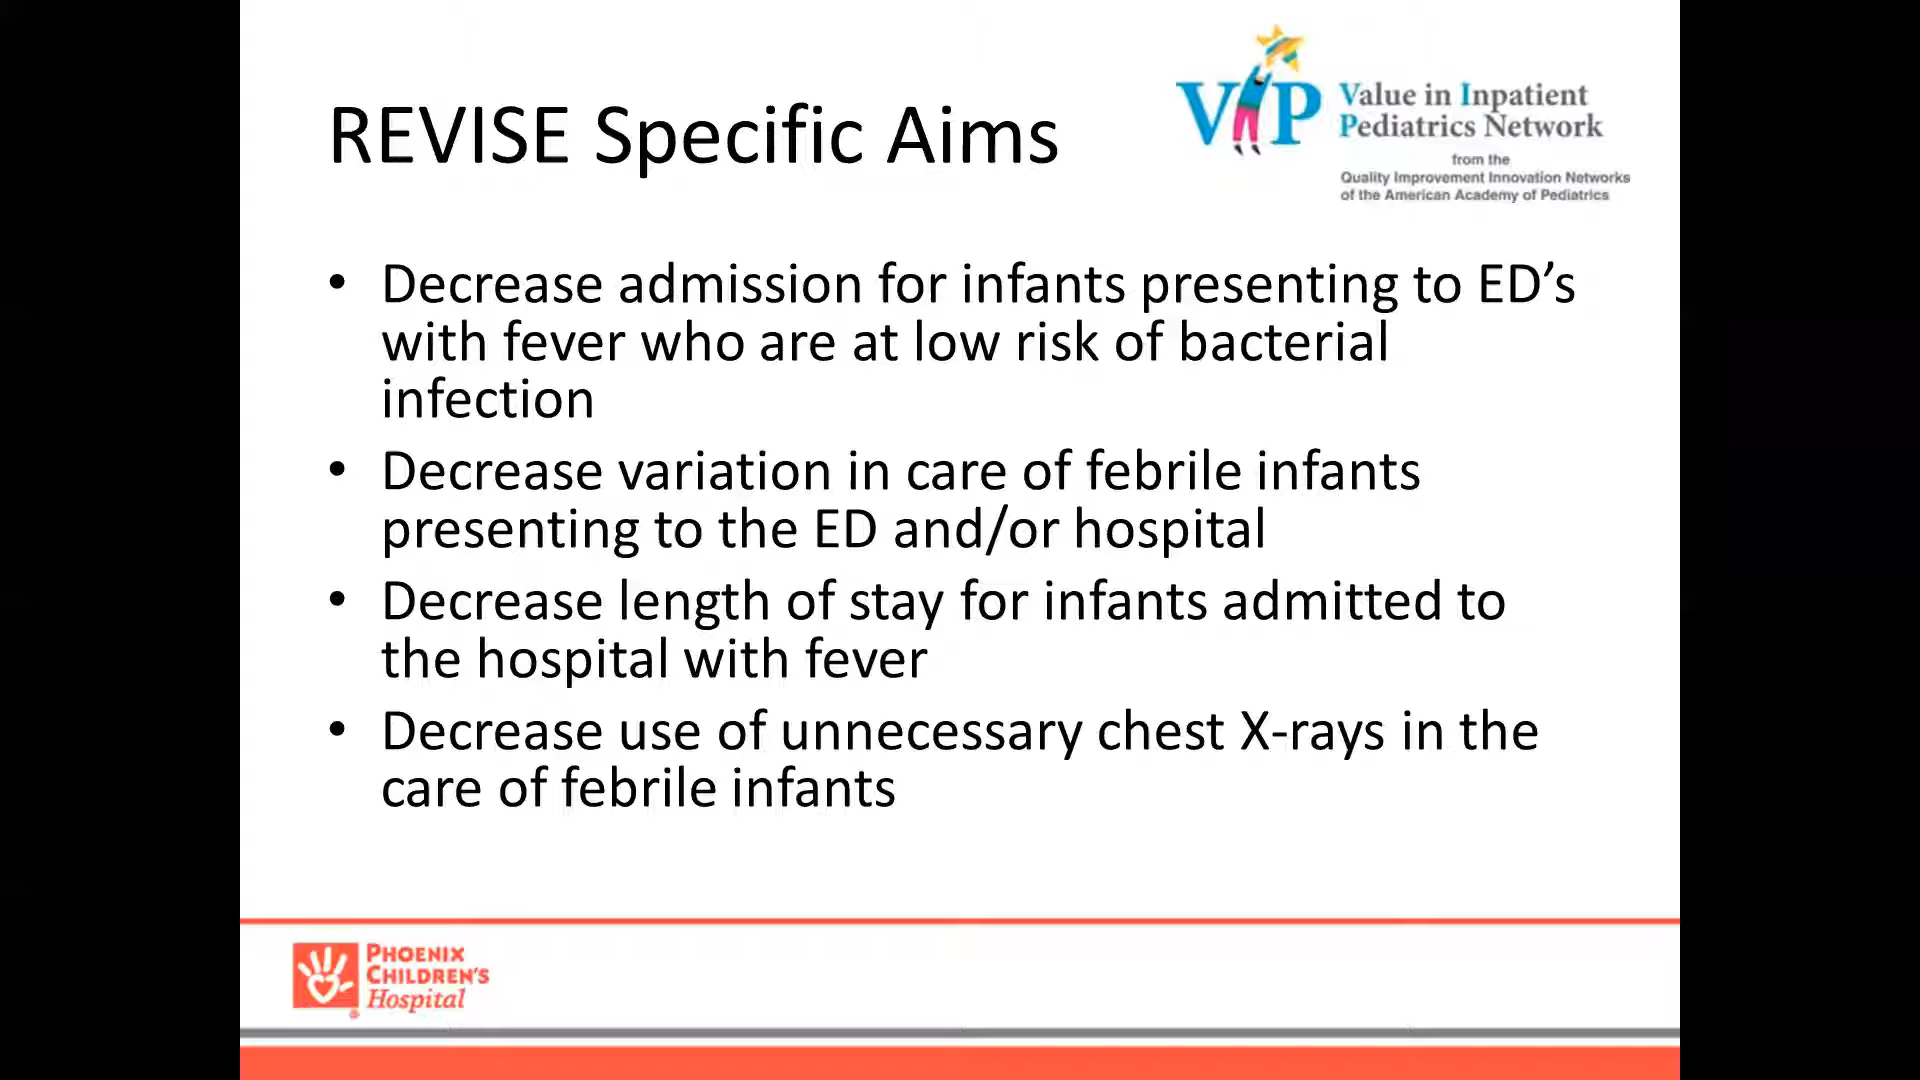 REVISE Specific Aims
VIP
Value in Inpatient
Pediatrics Network
from the
Quality Improvement Innovation Networks
of the American Academy of Pediatrics
• Decrease admission for infants presenting to ED’s
with fever who are at low risk of bacterial
infection
• Decrease variation in care of febrile infants
presenting to the ED and/or hospital
• Decrease length of stay for infants admitted to
the hospital with fever
• Decrease use of unnecessary chest X-rays in the
care of febrile infants
PHOENIX
CHILDREN'S
Hospital
®